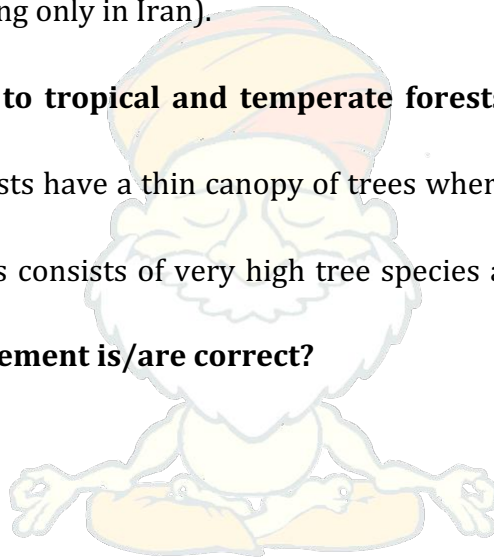 ng only in Iran).
to tropical and temperate forests
sts have a thin canopy of trees when
s consists of very high tree species a
ement is/are correct?